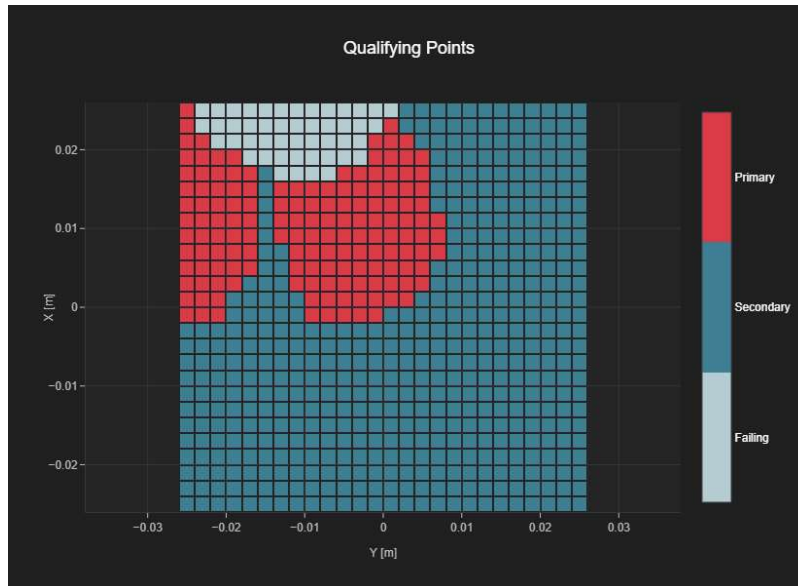 Qualifying Points
0.02
0.01
0
−0.01
−0.02
X [m]
−0.03
−0.02
−0.01
0
0.01
0.02
0.03
Y [m]
Primary
Secondary
Failing